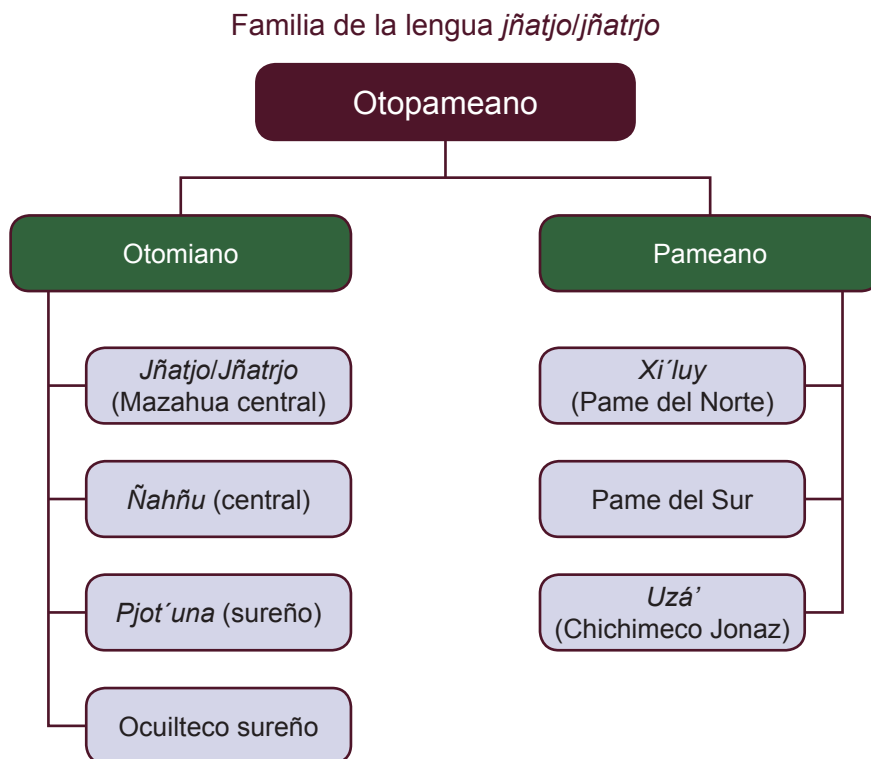 Familia de la lengua jñatjo/jñatrjo
Otopameano
Otomiano
Jñatjo/Jñatrjo
(Mazahua central)
Ñahñu (central)
Pjot´una (sureño)
Ocuilteco sureño
Pameano
Xi´luy
(Pame del Norte)
Pame del Sur
Uzá’
(Chichimeco Jonaz)